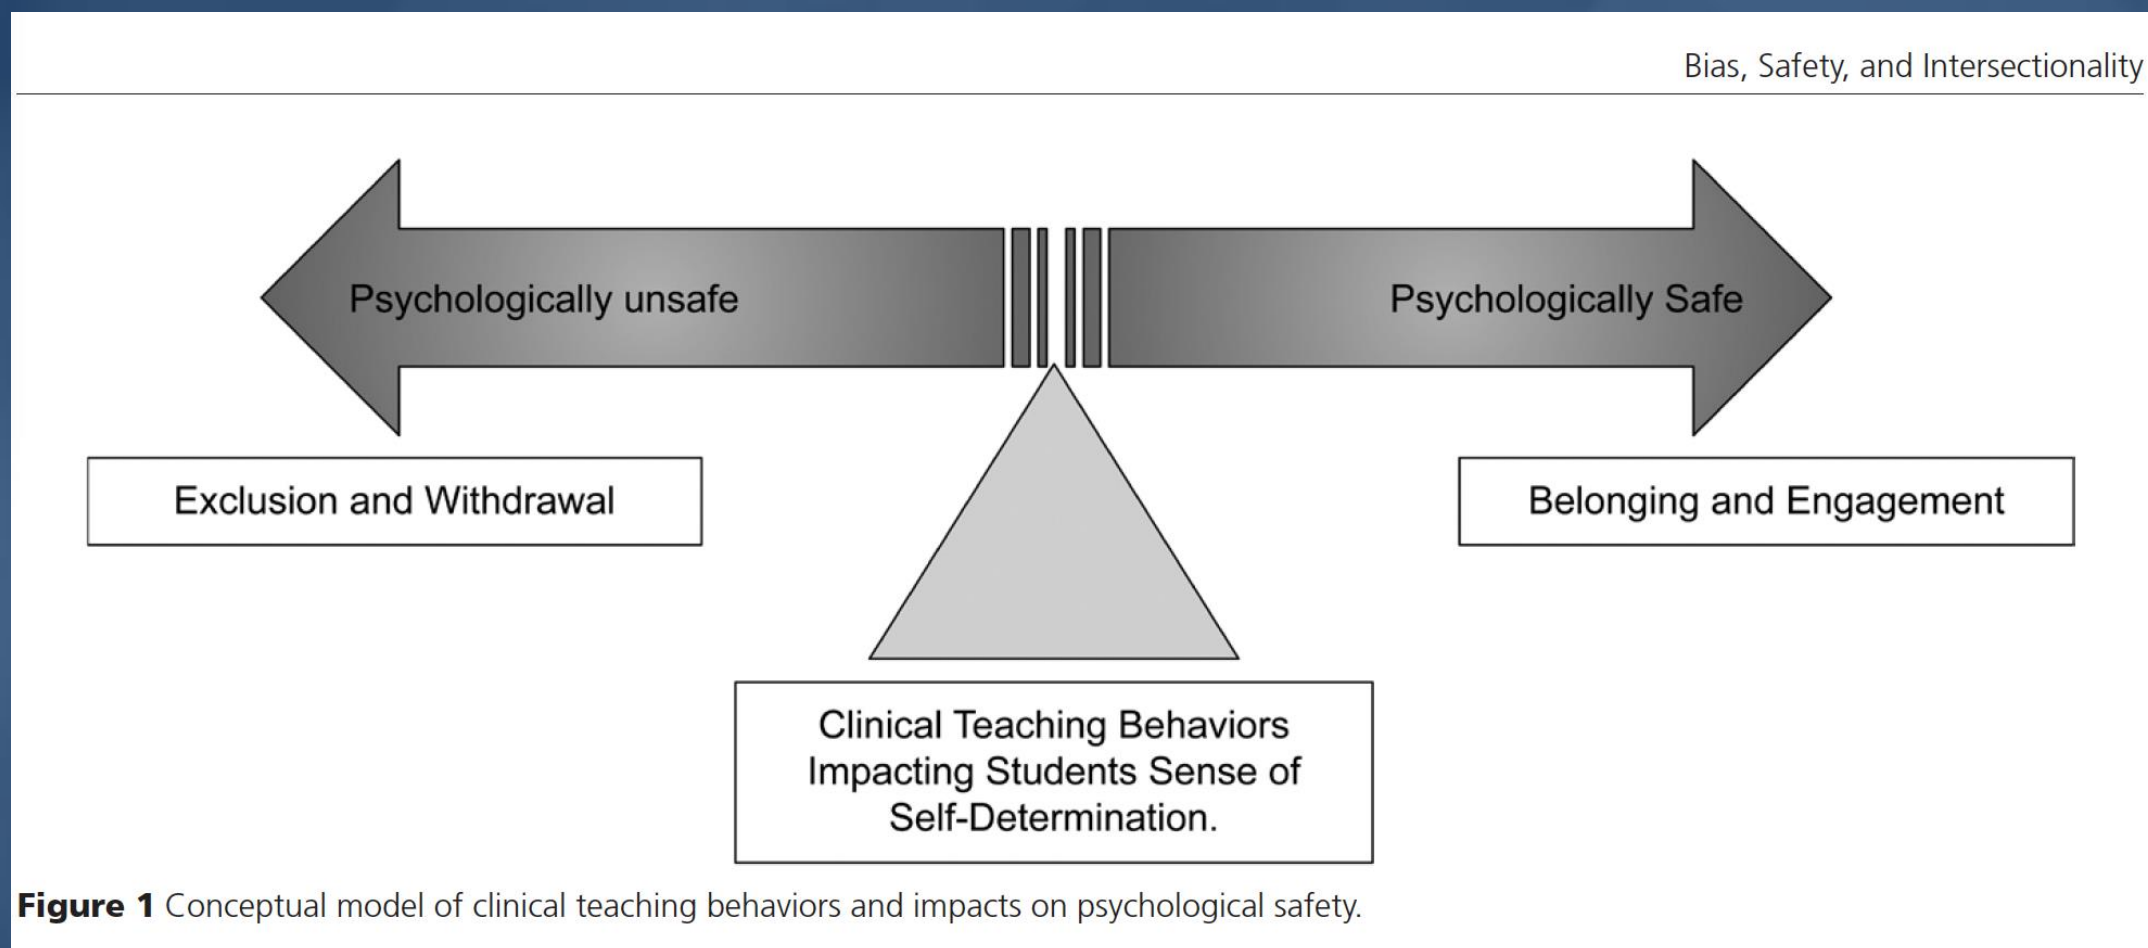 Bias, Safety, and Intersectionality
Psychologically unsafe
Psychologically Safe
Exclusion and Withdrawal
Belonging and Engagement
Clinical Teaching Behaviors
Impacting Students Sense of
Self-Determination.
Figure 1 Conceptual model of clinical teaching behaviors and impacts on psychological safety.